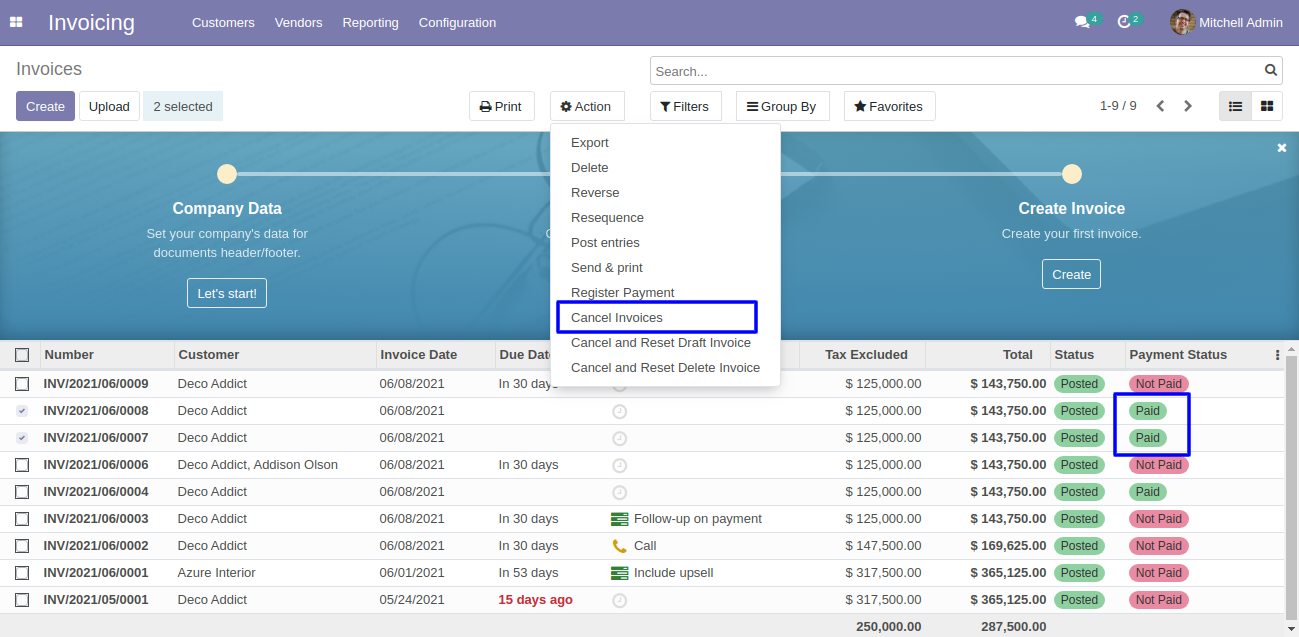 Invoicing Customers Vendors Reporting Configuration 4 2 Mitchell Admin
Invoices
Search...
Create Upload 2 selected Print Action Filters Group By Favorites 1-9 / 9
Export
Delete
Reverse
Resequence
Post entries
Send & print
Register Payment
Cancel Invoices
Cancel and Reset Draft Invoice
Cancel and Reset Delete Invoice
Company Data
Set your company's data for
documents header/footer.
Let's start!
Create Invoice
Create your first invoice.
Create
Number Customer Invoice Date Due Tax Excluded Total Status Payment Status
INV/2021/06/0009 Deco Addict 06/08/2021 In 30 days $ 125,000.00 $ 143,750.00 Posted Not Paid
INV/2021/06/0008 Deco Addict 06/08/2021 $ 125,000.00 $ 143,750.00 Posted Paid
INV/2021/06/0007 Deco Addict 06/08/2021 $ 125,000.00 $ 143,750.00 Posted Paid
INV/2021/06/0006 Deco Addict, Addison Olson 06/08/2021 In 30 days $ 125,000.00 $ 143,750.00 Posted Not Paid
INV/2021/06/0004 Deco Addict 06/08/2021 $ 125,000.00 $ 143,750.00 Posted Paid
INV/2021/06/0003 Deco Addict 06/08/2021 In 30 days Follow-up on payment $ 125,000.00 $ 143,750.00 Posted Not Paid
INV/2021/06/0002 Deco Addict 06/08/2021 In 30 days Call $ 147,500.00 $ 169,625.00 Posted Not Paid
INV/2021/06/0001 Azure Interior 06/01/2021 In 53 days Include upsell $ 317,500.00 $ 365,125.00 Posted Not Paid
INV/2021/05/0001 Deco Addict 05/24/2021 15 days ago $ 317,500.00 $ 365,125.00 Posted Not Paid
250,000.00 287,500.00